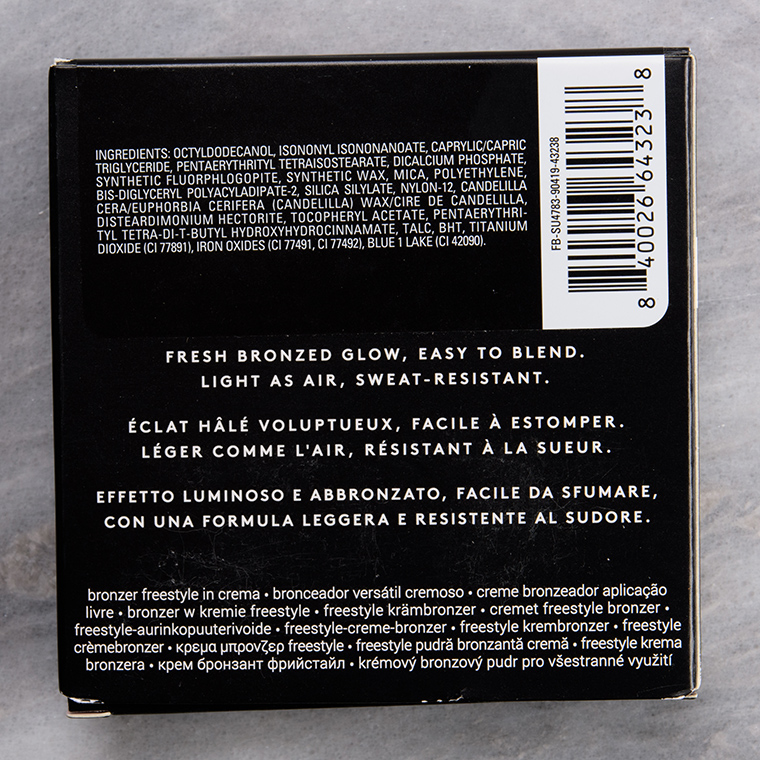 INGREDIENTS: OCTYLDODECANOL, ISONONYL ISONONANOATE, CAPRYLIC/CAPRIC
TRIGLYCERIDE, PENTAERYTHRITYL TETRAISOSTEARATE, DICALCIUM PHOSPHATE,
SYNTHETIC FLUORPHLOGOPITE, SYNTHETIC WAX, MICA, POLYETHYLENE,
BIS-DIGLYCERYL POLYACYLADIPATE-2, SILICA SILYLATE, NYLON-12, CANDELILLA
CERA/EUPHORBIA CERIFERA (CANDELILLA) WAX/CIRE DE CANDELILLA,
DISTEARDIMONIUM HECTORITE, TOCOPHERYL ACETATE, PENTAERYTHRI-
TYL TETRA-DI-T-BUTYL HYDROXYHYDROCINNAMATE, TALC, BHT, TITANIUM
DIOXIDE (CI 77891), IRON OXIDES (CI 77491, CI 77492), BLUE 1 LAKE (CI 42090).
FB-SU4783-90419-43238
8 40026 64323 8
FRESH BRONZED GLOW, EASY TO BLEND.
LIGHT AS AIR, SWEAT-RESISTANT.
ÉCLAT HÂLÉ VOLUPTUEUX, FACILE À ESTOMPER.
LÉGER COMME L'AIR, RÉSISTANT À LA SUEUR.
EFFETTO LUMINOSO E ABBRONZATO, FACILE DA SFUMARE,
CON UNA FORMULA LEGGERA E RESISTENTE AL SUDORE.
bronzer freestyle in crema • bronceador versátil cremoso • creme bronzeador aplicação
livre • bronzer w kremie freestyle • freestyle krämbronzer • cremet freestyle bronzer •
freestyle-aurinkopuuterivoide • freestyle-creme-bronzer • freestyle krembronzer • freestyle
crèmebronzer • κρεμα μπρονζερ freestyle • freestyle pudră bronzantă cremă • freestyle krema
bronzera • крем бронзант фрийстайл • krémový bronzový pudr pro všestranné využití